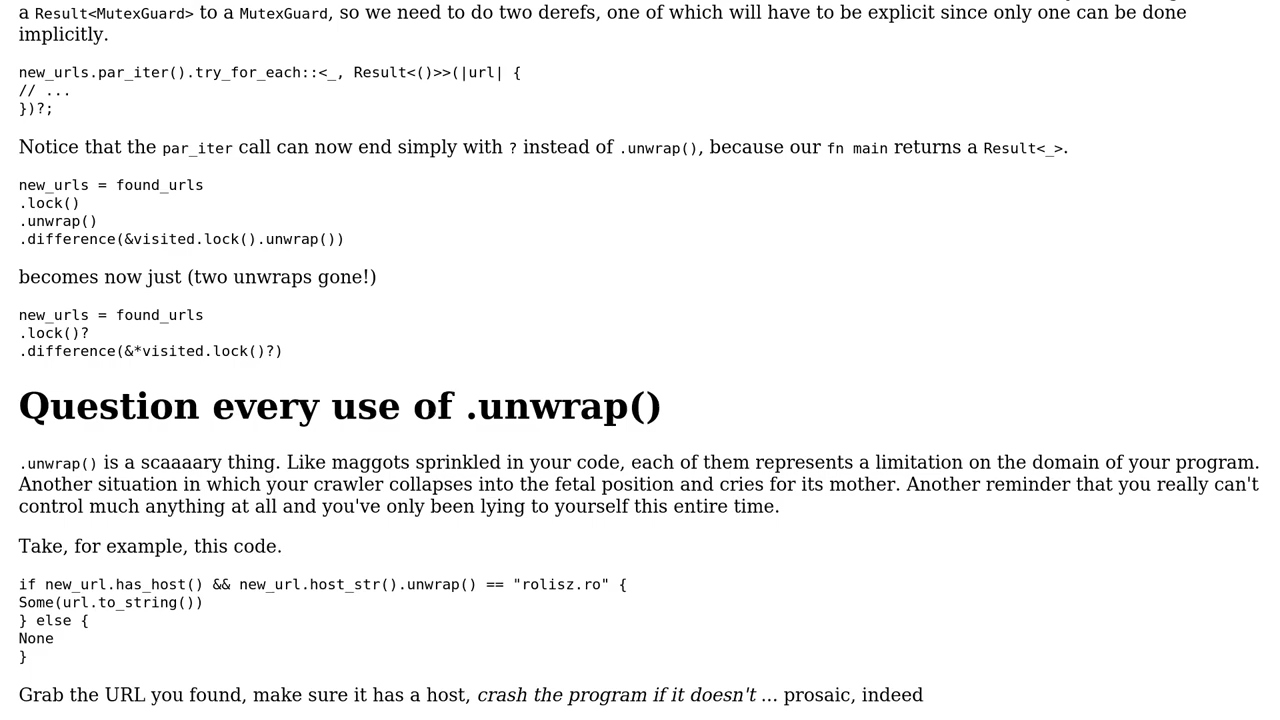 a Result<MutexGuard> to a MutexGuard, so we need to do two derefs, one of which will have to be explicit since only one can be done
implicitly.
new_urls.par_iter().try_for_each::<_, Result<()>>(|url| {
// ...
})?;
Notice that the par_iter call can now end simply with ? instead of .unwrap(), because our fn main returns a Result<_>.
new_urls = found_urls
.lock()
.unwrap()
.difference(&visited.lock().unwrap())
becomes now just (two unwraps gone!)
new_urls = found_urls
.lock()?
.difference(&*visited.lock()?)
Question every use of .unwrap()
.unwrap() is a scaaaary thing. Like maggots sprinkled in your code, each of them represents a limitation on the domain of your program.
Another situation in which your crawler collapses into the fetal position and cries for its mother. Another reminder that you really can't
control much anything at all and you've only been lying to yourself this entire time.
Take, for example, this code.
if new_url.has_host() && new_url.host_str().unwrap() == "rolisz.ro" {
Some(url.to_string())
} else {
None
}
Grab the URL you found, make sure it has a host, crash the program if it doesn't ... prosaic, indeed